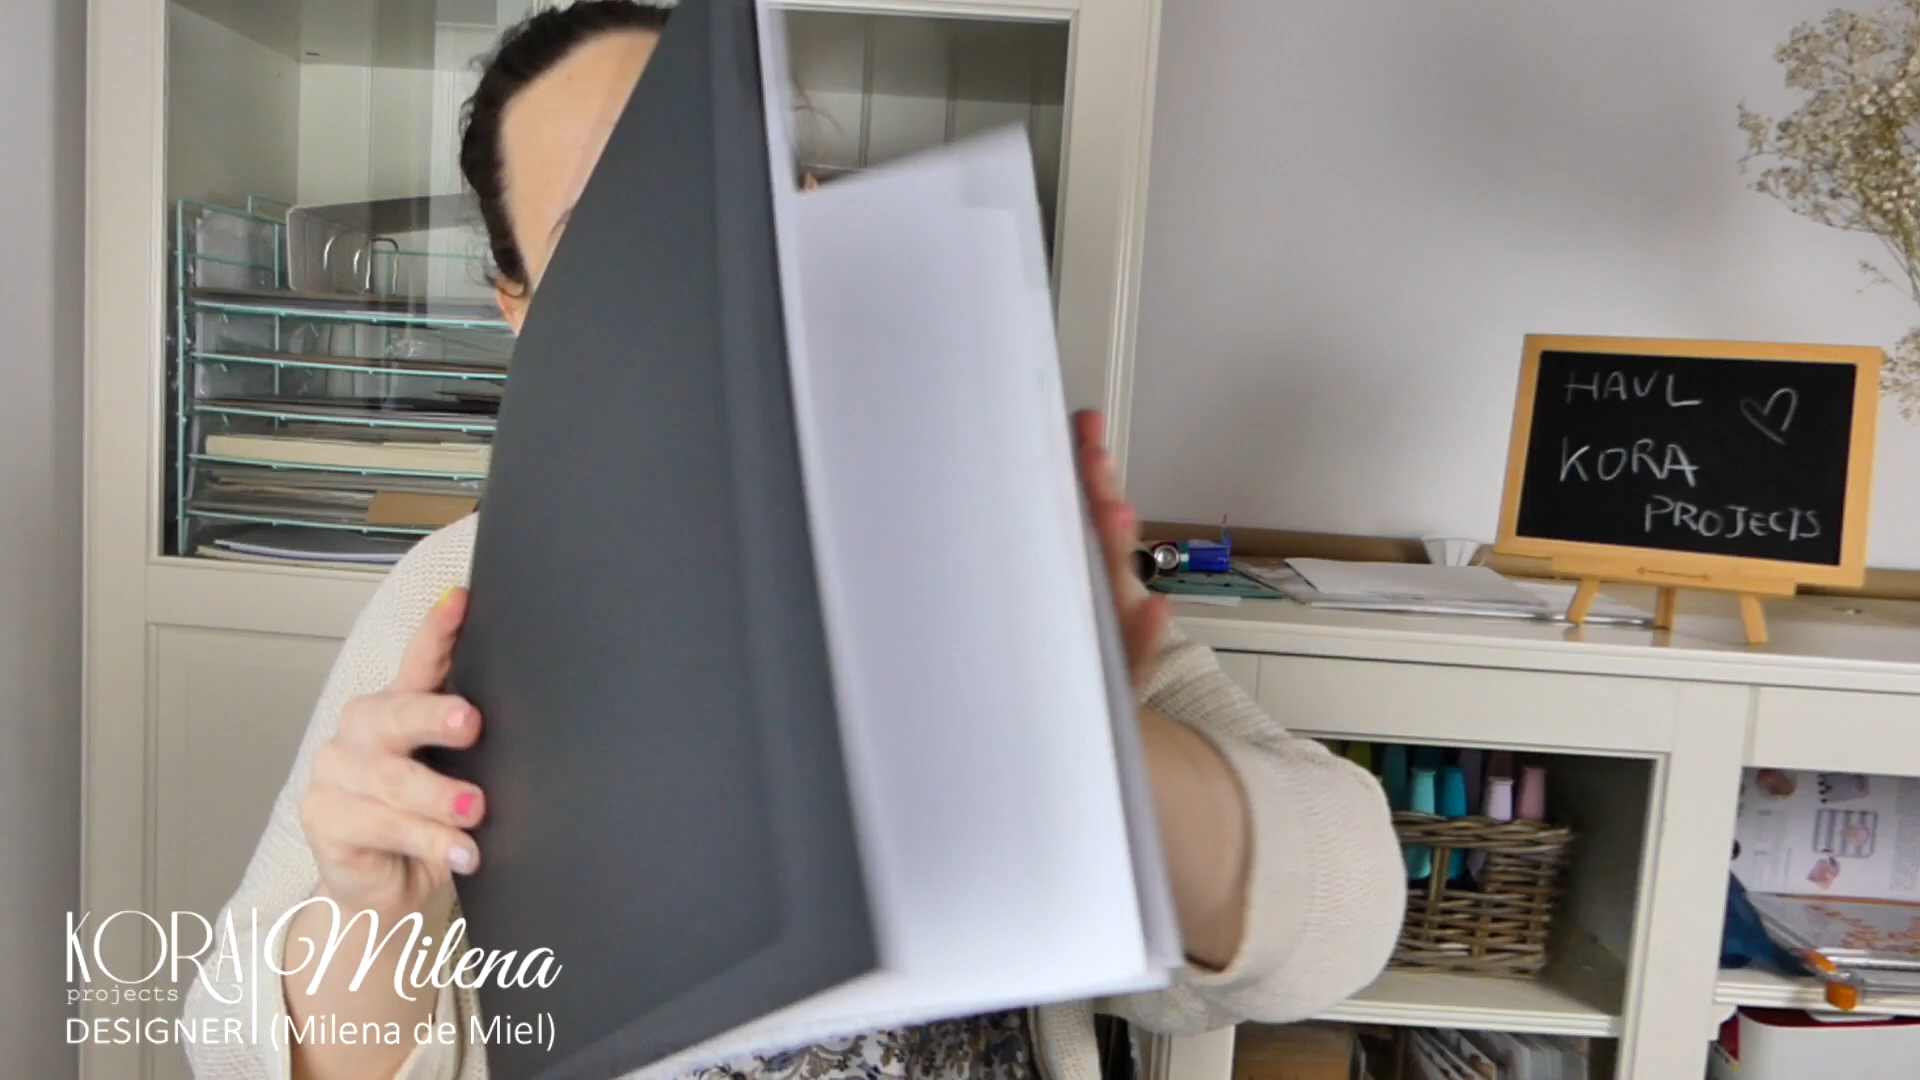 HAUL
KORA
PROJECTS
KORA
projects
DESIGNER
Milena
(Milena de Miel)